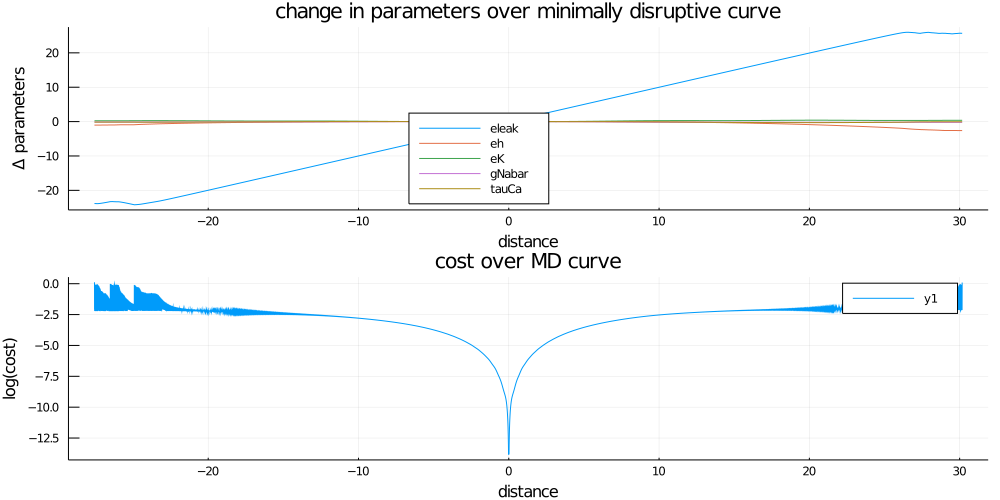 change in parameters over minimally disruptive curve
Δ parameters
20
10
0
−10
−20
eleak
eh
eK
gNabar
tauCa
−20
−10
0
10
20
30
distance
cost over MD curve
log(cost)
0.0
−2.5
−5.0
−7.5
−10.0
−12.5
y1
−20
−10
0
10
20
30
distance